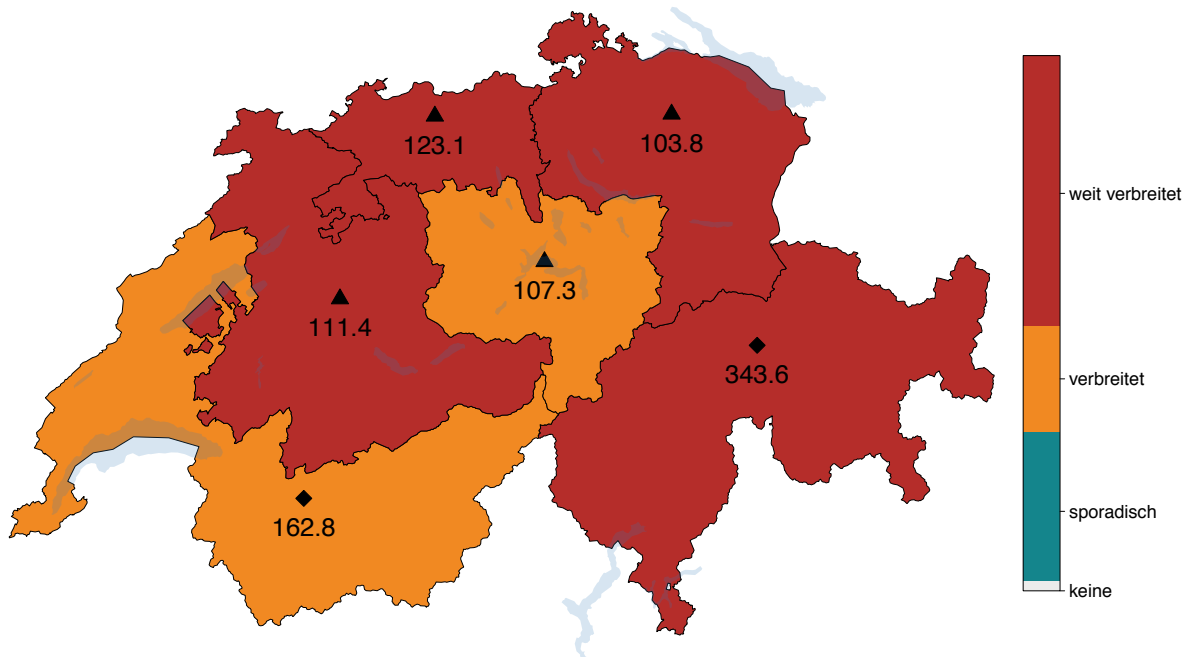 123.1
103.8
107.3
111.4
343.6
162.8
weit verbreitet
verbreitet
sporadisch
keine